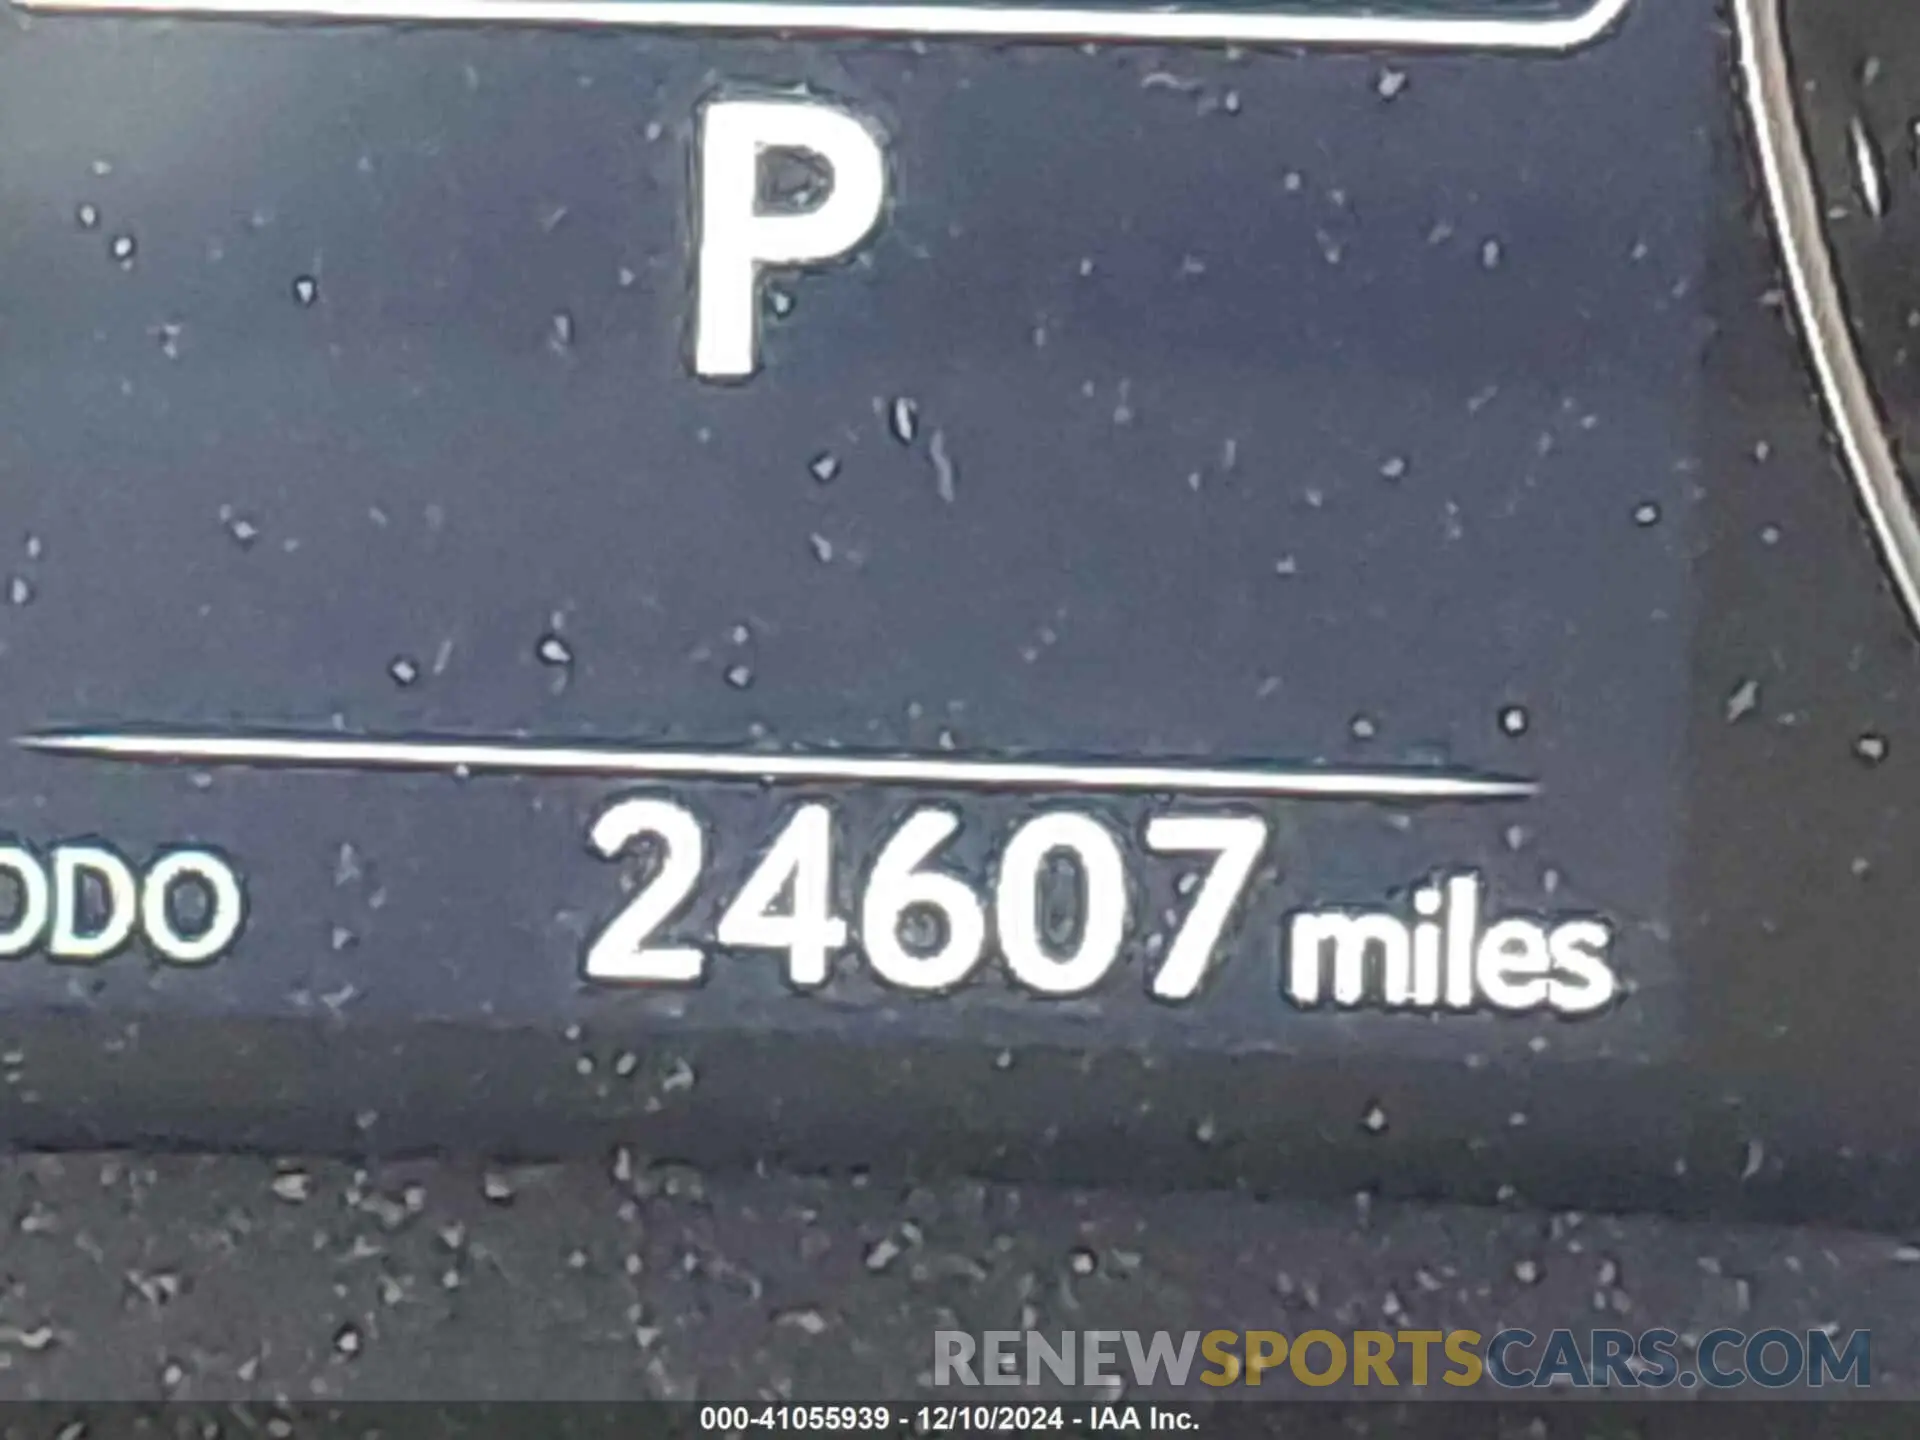 P
ODO 24607 miles
RENEWSPORTSCARS.COM
000-41055939 - 12/10/2024 - IAA Inc.